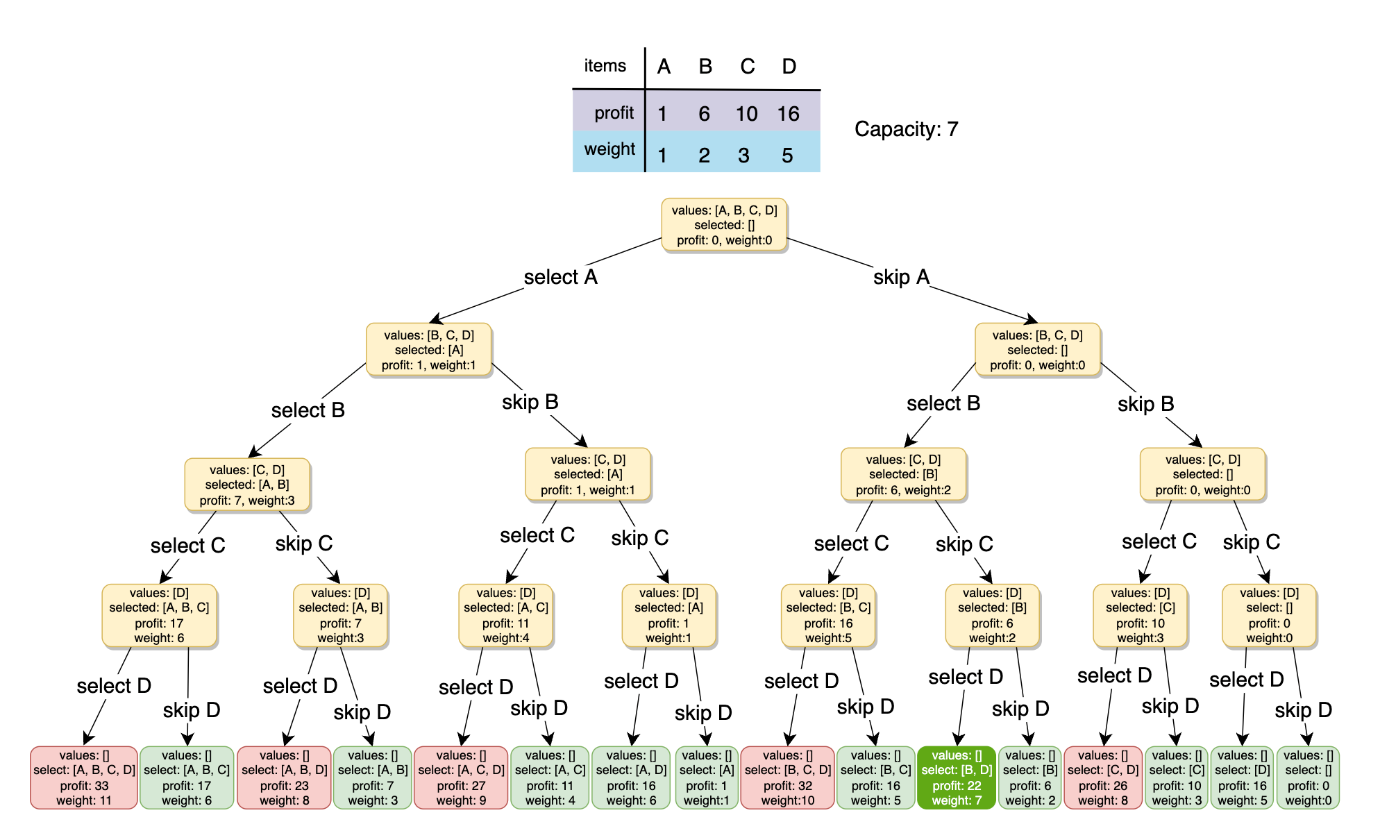 items A B C D
profit 1 6 10 16
weight 1 2 3 5
Capacity: 7
values: [A, B, C, D]
selected: []
profit: 0, weight:0
select A
skip A
values: [B, C, D]
selected: [A]
profit: 1, weight:1
values: [B, C, D]
selected: []
profit: 0, weight:0
select B
skip B
select B
skip B
values: [C, D]
selected: [A, B]
profit: 7, weight:3
values: [C, D]
selected: [A]
profit: 1, weight:1
values: [C, D]
selected: [B]
profit: 6, weight:2
values: [C, D]
selected: []
profit: 0, weight:0
select C
skip C
select C
skip C
select C
skip C
select C
skip C
values: [D]
selected: [A, B, C]
profit: 17
weight: 6
values: [D]
selected: [A, B]
profit: 7
weight:3
values: [D]
selected: [A, C]
profit: 11
weight:4
values: [D]
selected: [A]
profit: 1
weight:1
values: [D]
selected: [B, C]
profit: 16
weight:5
values: [D]
selected: [B]
profit: 6
weight:2
values: [D]
selected: [C]
profit: 10
weight:3
values: [D]
select: []
profit: 0
weight:0
select D
skip D
select D
skip D
select D
skip D
select D
skip D
select D
skip D
select D
skip D
select D
skip D
select D
skip D
values: []
select: [A, B, C, D]
profit: 33
weight: 11
values: []
select: [A, B, C]
profit: 17
weight: 6
values: []
select: [A, B, D]
profit: 23
weight: 8
values: []
select: [A, B]
profit: 7
weight: 3
values: []
select: [A, C, D]
profit: 27
weight: 9
values: []
select: [A, C]
profit: 11
weight: 4
values: []
select: [A, D]
profit: 16
weight: 6
values: []
select: [A]
profit: 1
weight:1
values: []
select: [B, C, D]
profit: 32
weight:10
values: []
select: [B, C]
profit: 16
weight: 5
values: []
select: [B, D]
profit: 22
weight: 7
values: []
select: [B]
profit: 6
weight: 2
values: []
select: [C, D]
profit: 26
weight: 8
values: []
select: [C]
profit: 10
weight: 3
values: []
select: [D]
profit: 16
weight: 5
values: []
select: []
profit: 0
weight:0